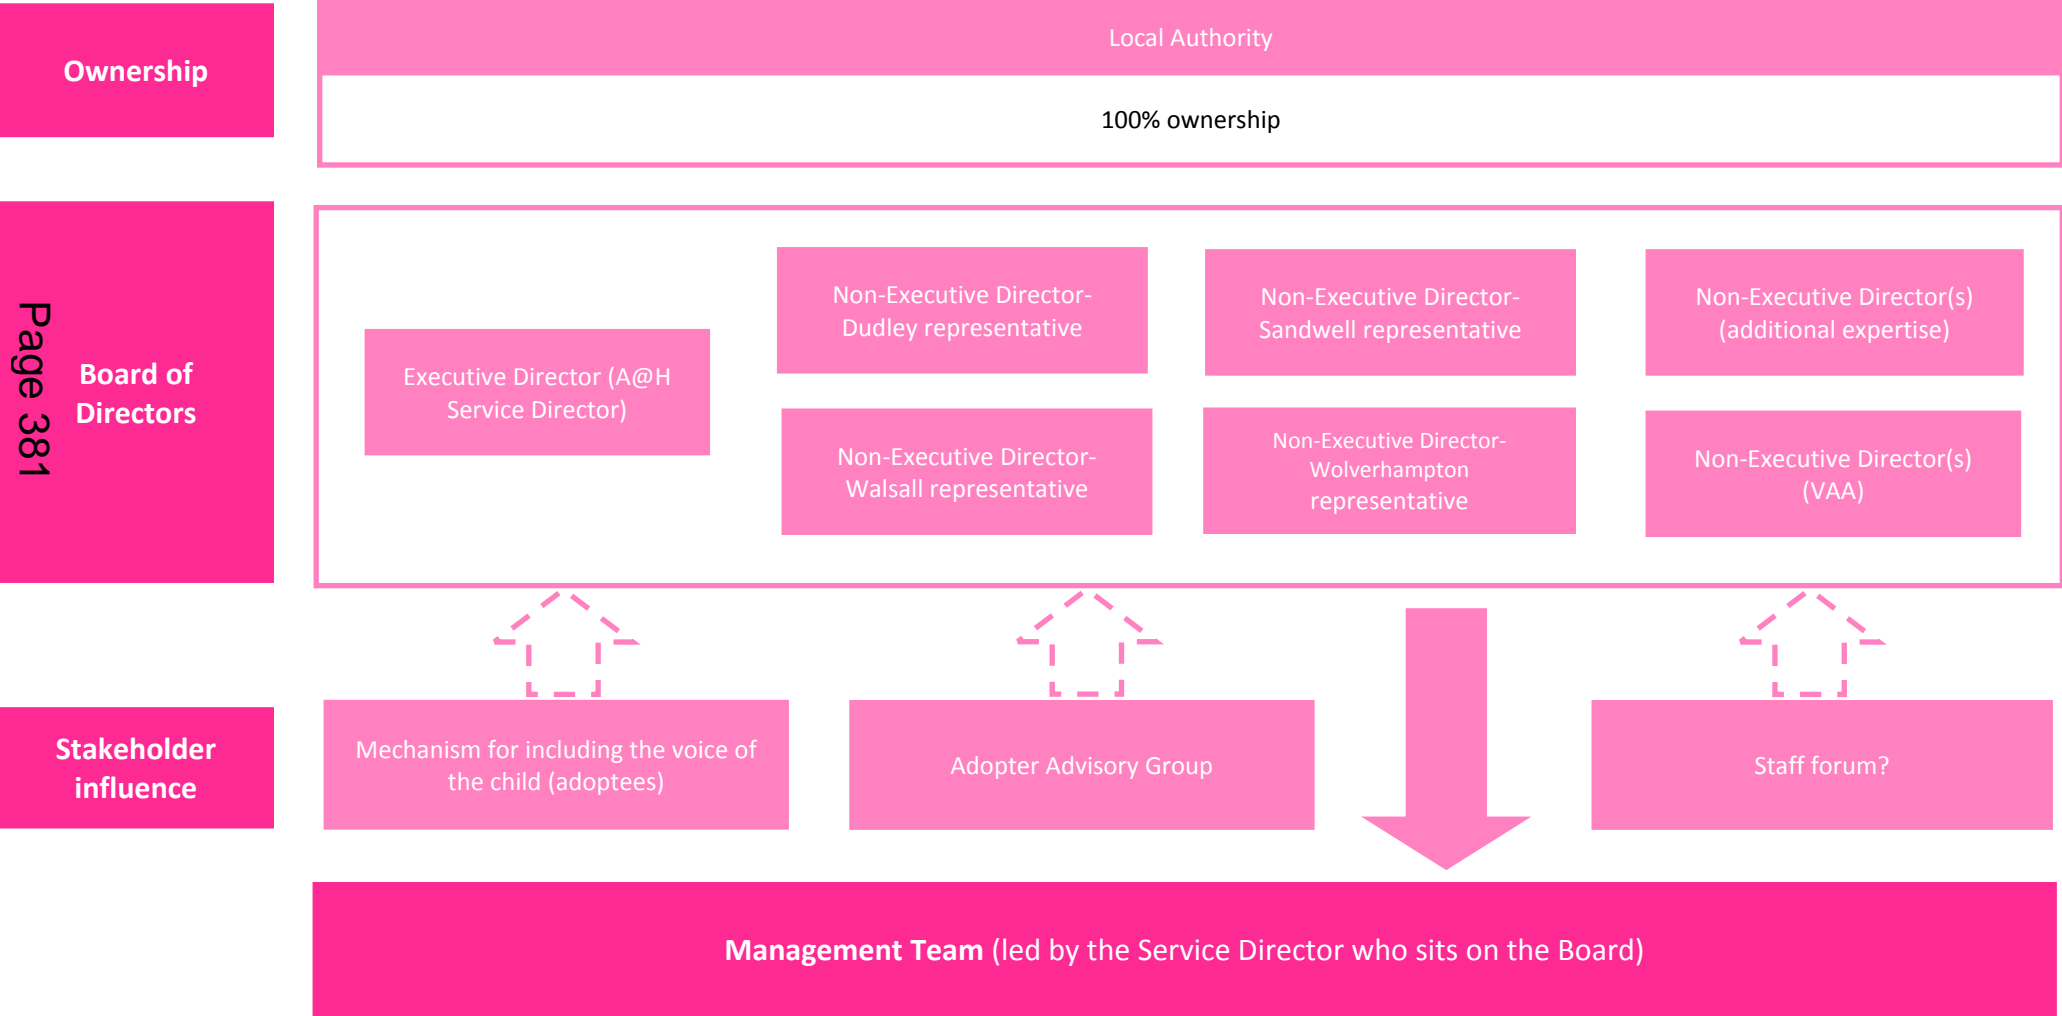 Ownership
Local Authority
100% ownership
Page 381
Board of
Directors
Executive Director (A@H
Service Director)
Non-Executive Director-
Dudley representative
Non-Executive Director-
Sandwell representative
Non-Executive Director(s)
(additional expertise)
Non-Executive Director-
Walsall representative
Non-Executive Director-
Wolverhampton
representative
Non-Executive Director(s)
(VAA)
Stakeholder
influence
Mechanism for including the voice of
the child (adoptees)
Adopter Advisory Group
Staff forum?
Management Team (led by the Service Director who sits on the Board)